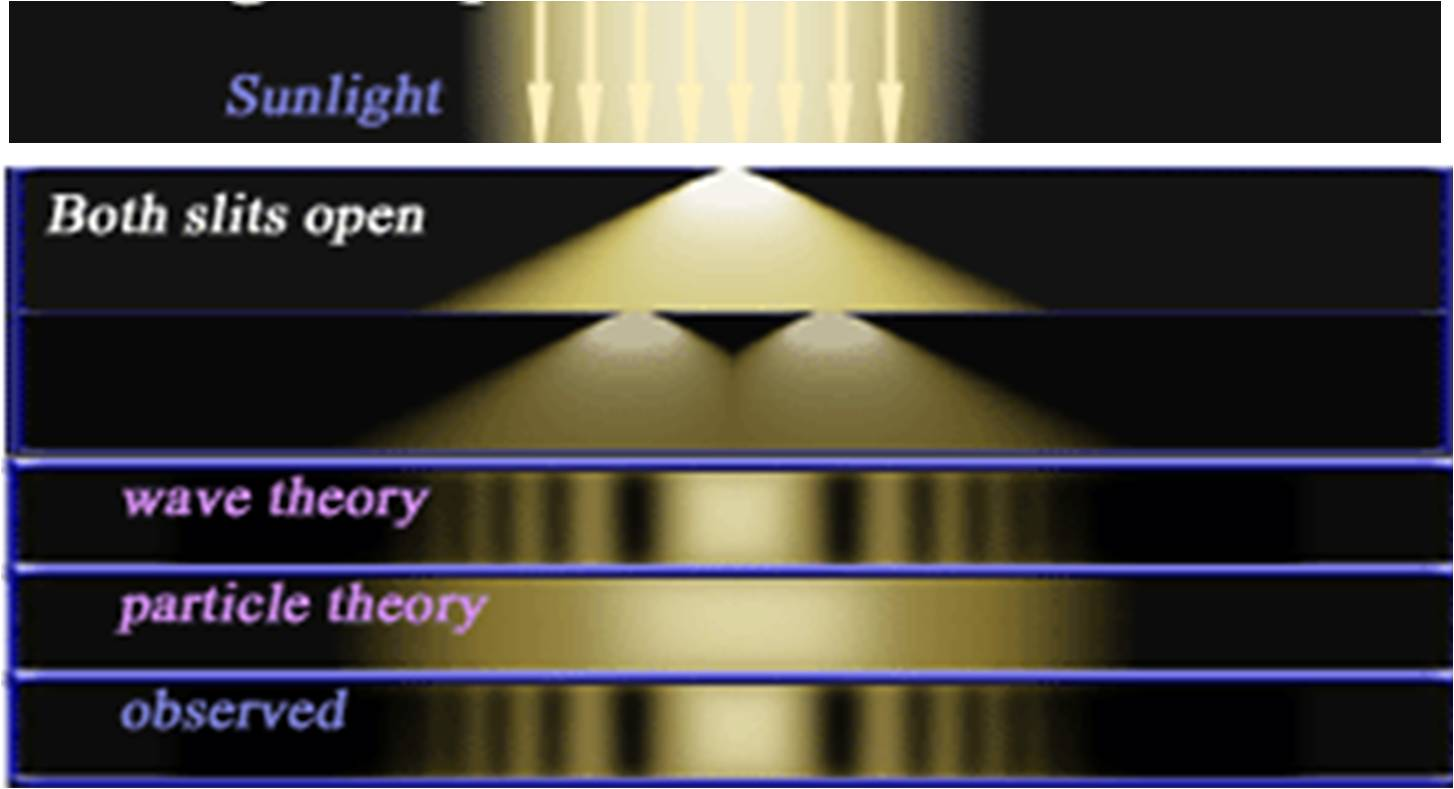 Sunlight
Both slits open
wave theory
particle theory
observed